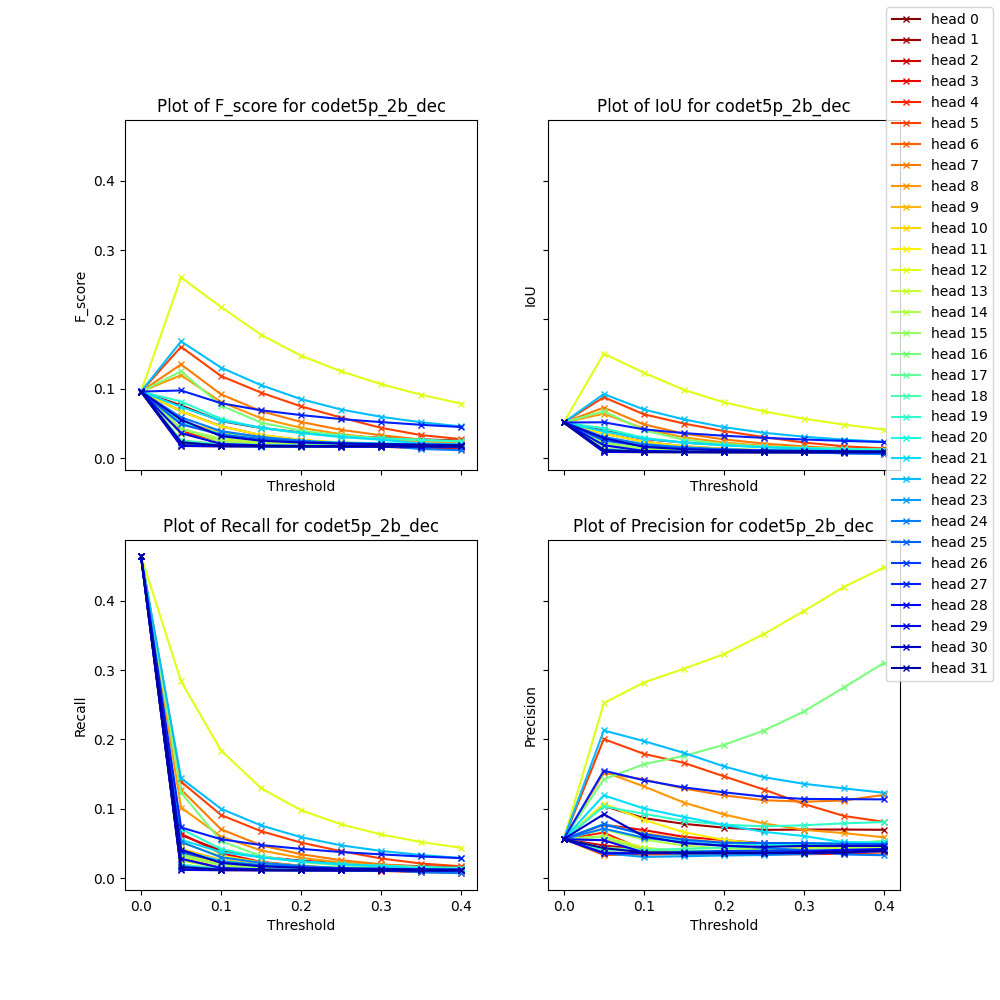 Plot of F_score for codet5p_2b_dec
F_score
0.4
0.3
0.2
0.1
0.0
Threshold
Plot of IoU for codet5p_2b_dec
IoU
Threshold
Plot of Recall for codet5p_2b_dec
Recall
0.4
0.3
0.2
0.1
0.0
0.0 0.1 0.2 0.3 0.4
Threshold
Plot of Precision for codet5p_2b_dec
Precision
0.0 0.1 0.2 0.3 0.4
Threshold
head 0
head 1
head 2
head 3
head 4
head 5
head 6
head 7
head 8
head 9
head 10
head 11
head 12
head 13
head 14
head 15
head 16
head 17
head 18
head 19
head 20
head 21
head 22
head 23
head 24
head 25
head 26
head 27
head 28
head 29
head 30
head 31